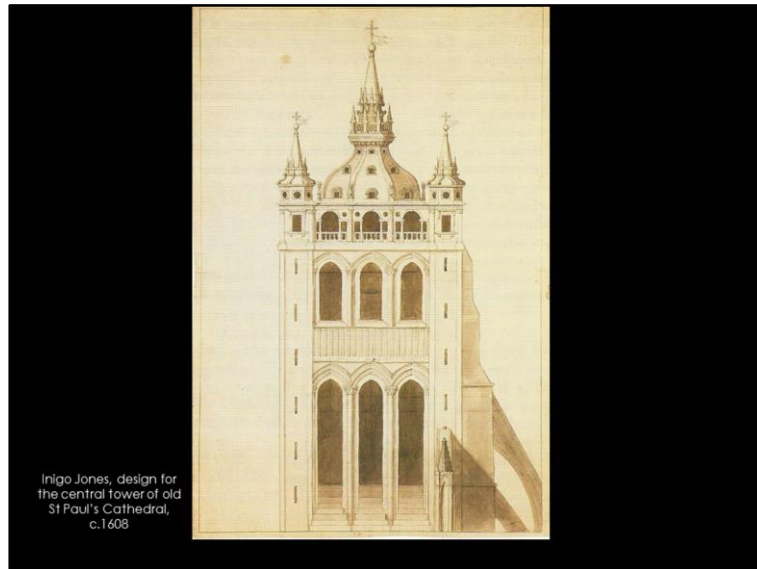 Inigo Jones, design for
the central tower of old
St Paul's Cathedral,
c.1608